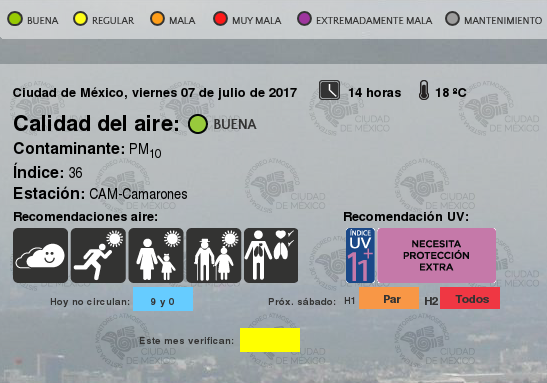 BUENA REGULAR MALA MUY MALA EXTREMADAMENTE MALA MANTENIMIENTO
Ciudad de México, viernes 07 de julio de 2017 14 horas 18 ºC
Calidad del aire: BUENA
Contaminante: PM10
Índice: 36
Estación: CAM-Camarones
Recomendaciones aire: Recomendación UV:
ÍNDICE
UV
11+
NECESITA
PROTECCIÓN
EXTRA
Hoy no circulan: 9 y 0 Próx. sábado: H1 Par H2 Todos
Este mes verifican: